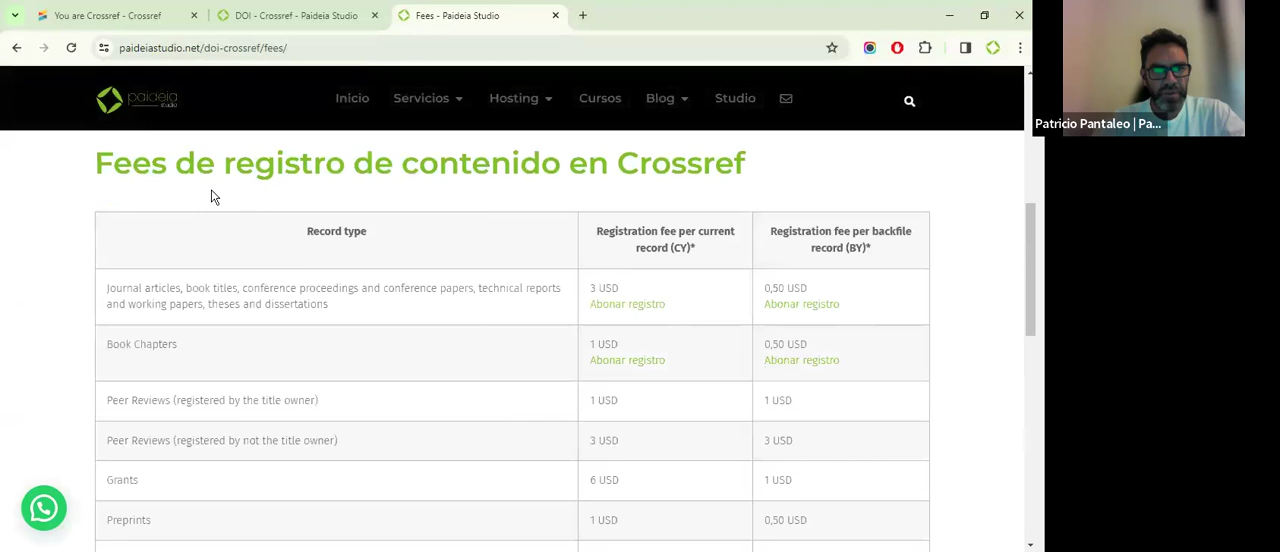 You are Crossref - Crossref
DOI - Crossref - Paideia Studio
Fees - Paideia Studio
paideiastudio.net/doi-crossref/fees/
paideia
studio
Inicio Servicios Hosting Cursos Blog Studio
Patricio Pantaleo | Pa...
Fees de registro de contenido en Crossref
Record type
Registration fee per current
record (CY)*
Registration fee per backfile
record (BY)*
Journal articles, book titles, conference proceedings and conference papers, technical reports
and working papers, theses and dissertations
3 USD
Abonar registro
0,50 USD
Abonar registro
Book Chapters
1 USD
Abonar registro
0,50 USD
Abonar registro
Peer Reviews (registered by the title owner)
1 USD
1 USD
Peer Reviews (registered by not the title owner)
3 USD
3 USD
Grants
6 USD
1 USD
Preprints
1 USD
0,50 USD